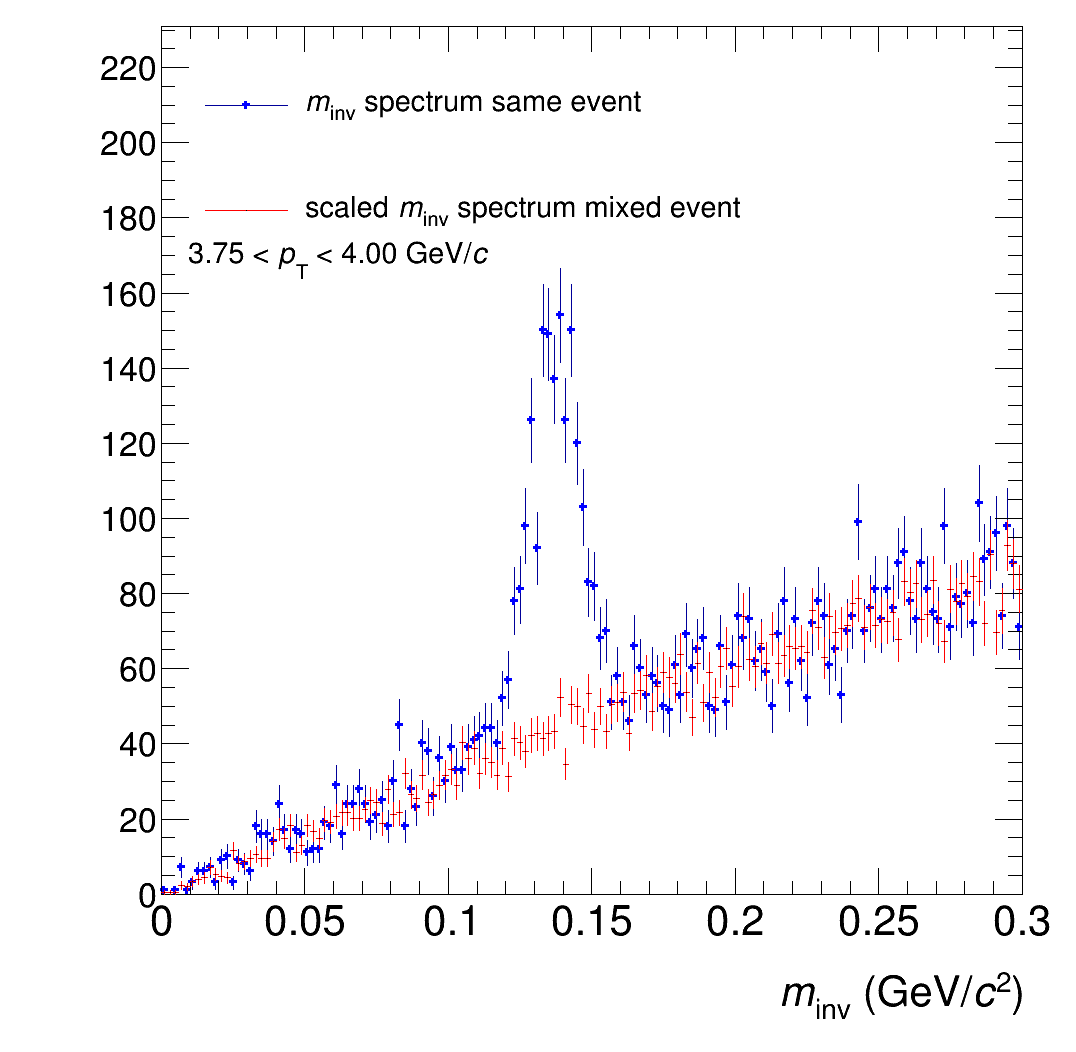 220
200
180
160
140
120
100
80
60
40
20
0
m_inv spectrum same event
scaled m_inv spectrum mixed event
3.75 < p_T < 4.00 GeV/c
0 0.05 0.1 0.15 0.2 0.25 0.3
m_inv (GeV/c²)